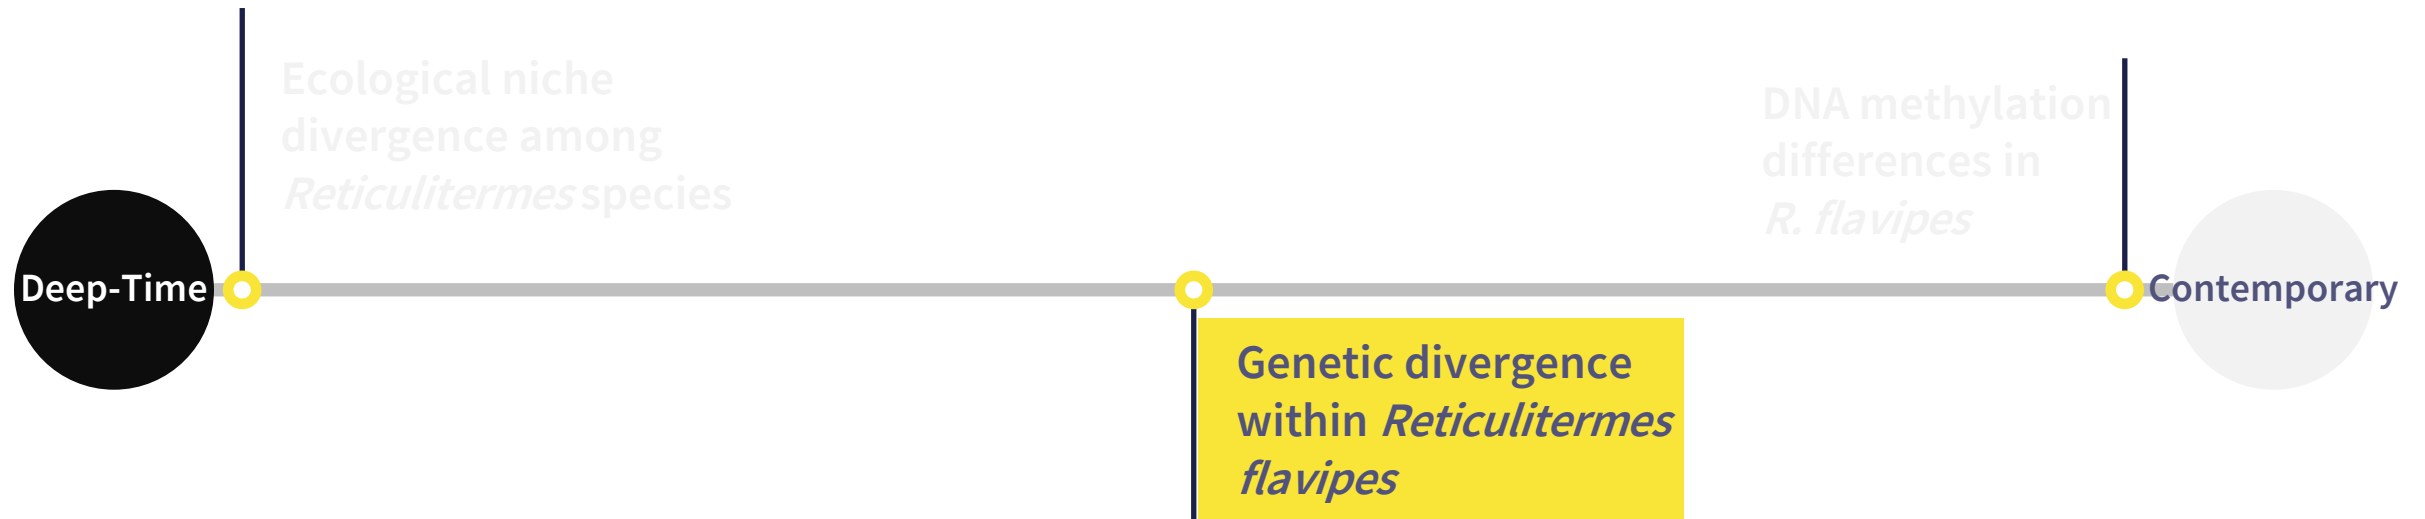 Ecological niche
divergence among
Reticulitermes species
DNA methylation
differences in
R. flavipes
Deep-Time
Contemporary
Genetic divergence
within Reticulitermes
flavipes